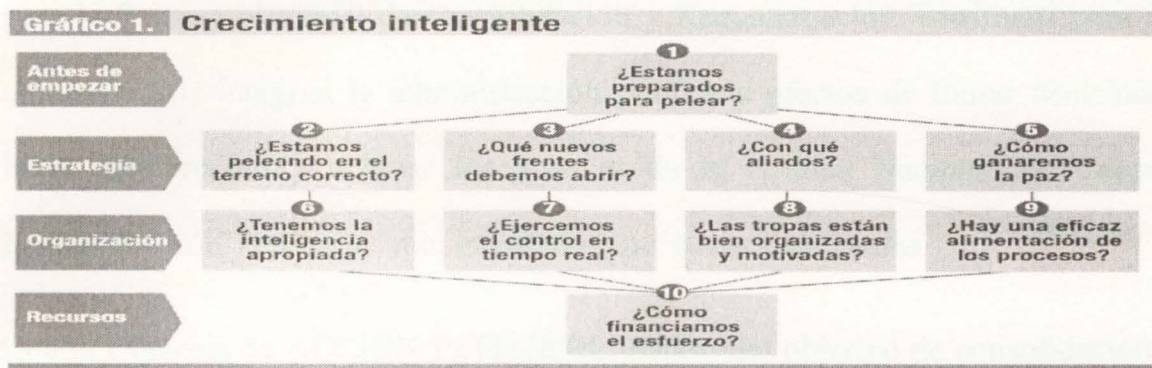 Gráfico 1. Crecimiento inteligente
Antes de
empezar
1
¿Estamos
preparados
para pelear?
Estrategia
2
¿Estamos
peleando en el
terreno correcto?
3
¿Qué nuevos
frentes
debemos abrir?
4
¿Con qué
aliados?
5
¿Cómo
ganaremos
la paz?
Organización
6
¿Tenemos la
inteligencia
apropiada?
7
¿Ejercemos
el control en
tiempo real?
8
¿Las tropas están
bien organizadas
y motivadas?
9
¿Hay una eficaz
alimentación de
los procesos?
Recursos
10
¿Cómo
financiamos
el esfuerzo?